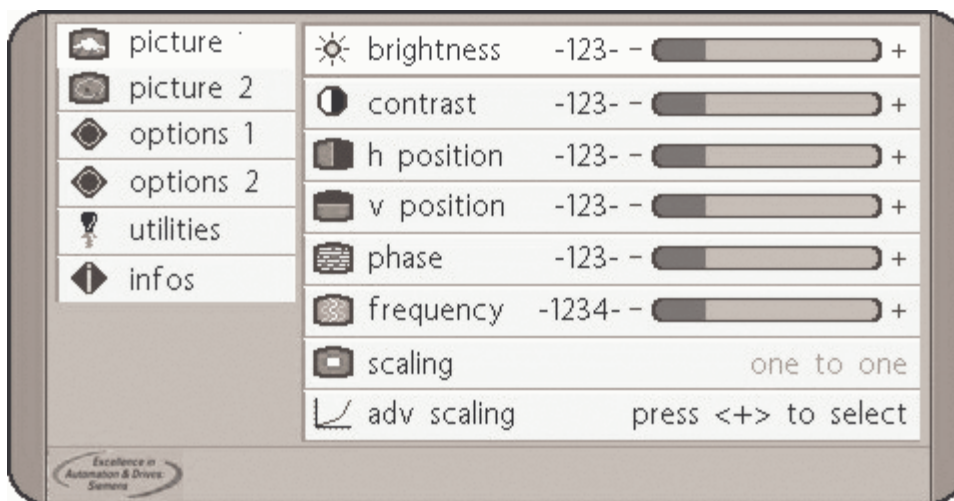 picture
picture 2
options 1
options 2
utilities
infos
brightness -123- - +
contrast -123- - +
h position -123- - +
v position -123- - +
phase -123- - +
frequency -1234- - +
scaling one to one
adv scaling press <+> to select
Excellence in
Automation & Drives:
Siemens